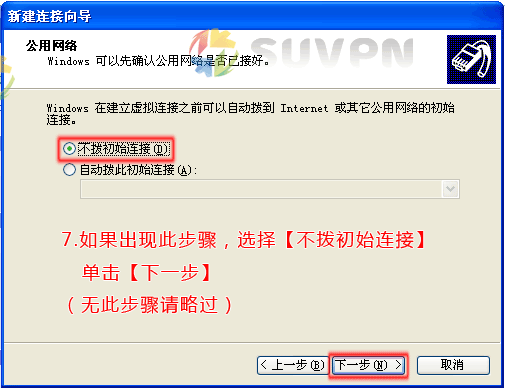 新建连接向导
公用网络
Windows 可以先确认公用网络是否已接好。
SUVPN
Windows 在建立虚拟连接之前可以自动拨到 Internet 或其它公用网络的初始
连接。
不拨初始连接(D)
自动拨此初始连接(A):
7.如果出现此步骤，选择【不拨初始连接】
单击【下一步】
（无此步骤请略过）
< 上一步(B) 下一步(N) > 取消